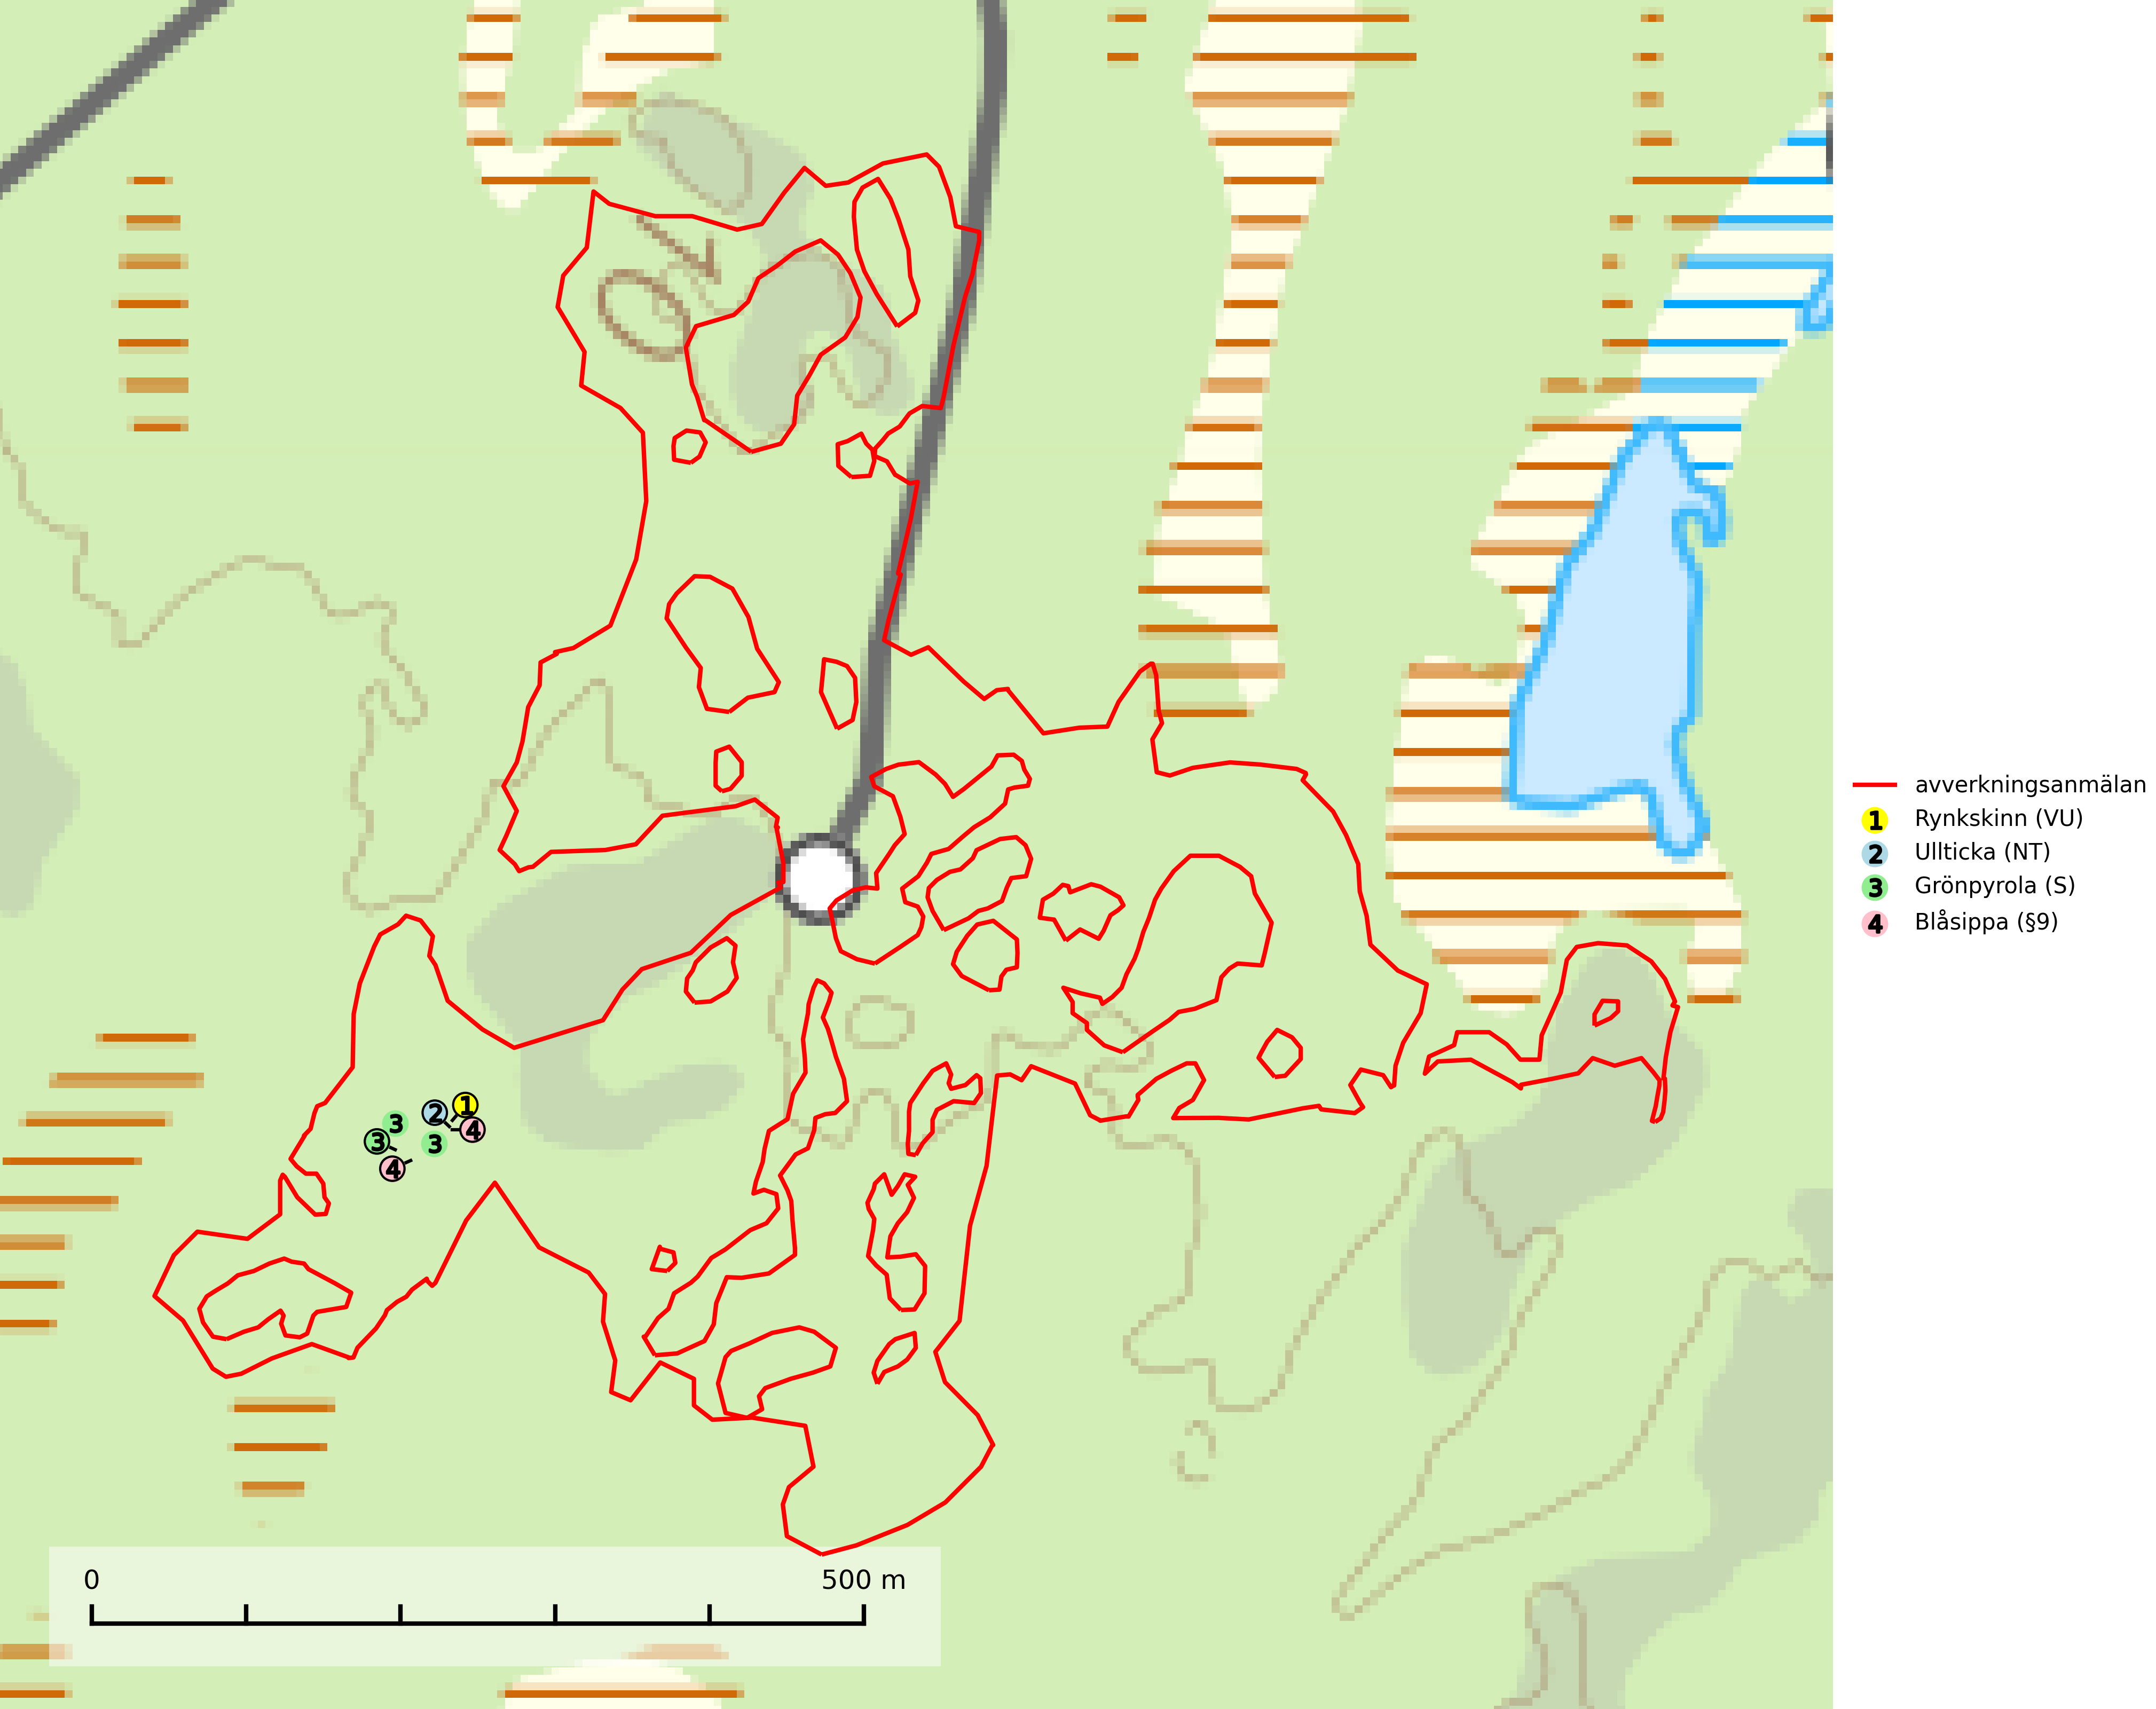 avverkningsanmälan
1 Rynkskinn (VU)
2 Ullticka (NT)
3 Grönpyrola (S)
4 Blåsippa (§9)
1
2
3
4
3
3
4
0 500 m